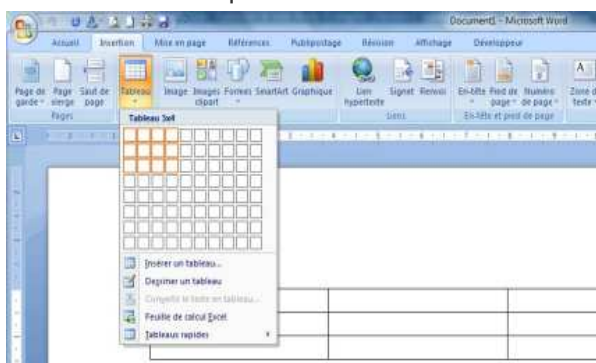 Document1 - Microsoft Word
Accueil Insertion Mise en page Références Publipostage Révision Affichage Développeur
Page de garde Page vierge Saut de page Tableau Image Images clipart Formes SmartArt Graphique Lien hypertexte Signet Renvoi En-tête Pied de page Numéro de page Zone de texte
Pages Liens En-tête et pied de page
Tableau 3x4
Insérer un tableau...
Dessiner un tableau
Convertir le texte en tableau...
Feuille de calcul Excel
Tableaux rapides